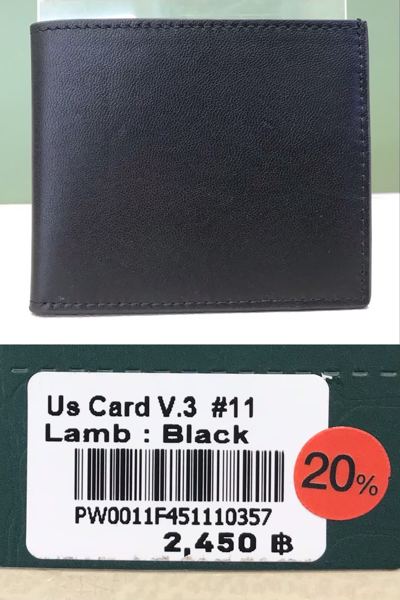 Us Card V.3 #11
Lamb : Black
PW0011F451110357
2,450 ฿
20%